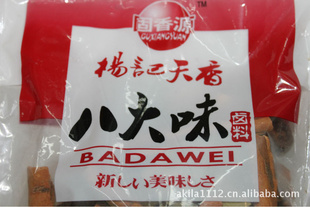 固香源
GUXIANGYUAN
楊記天香
八大味 卤料
BADAWEI
新しい美味しさ
akila1112.cn.alibaba.com